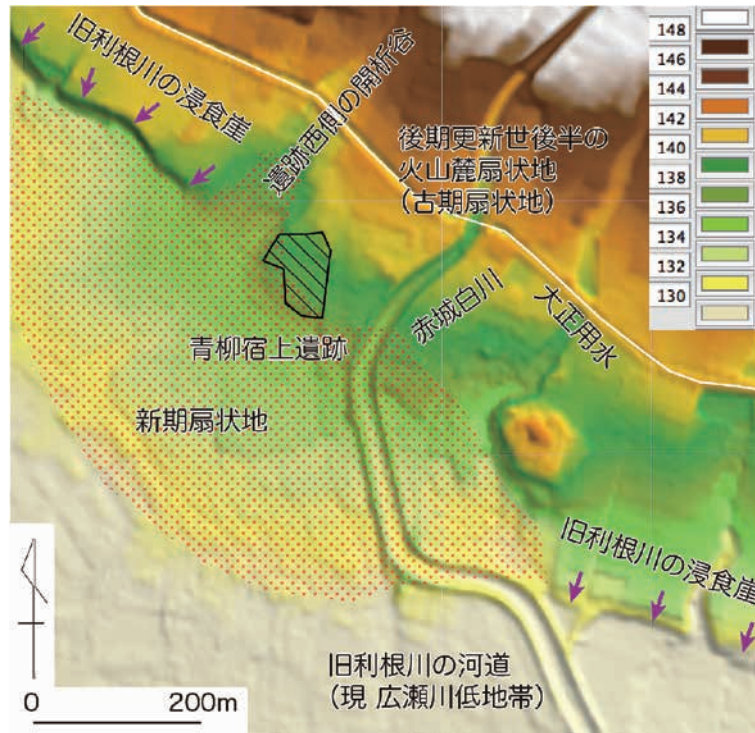 旧利根川の浸食崖
遺跡西側の開析谷
後期更新世後半の
火山麓扇状地
（古期扇状地）
148
146
144
142
140
138
136
134
132
130
赤城白川
大正用水
青柳宿上遺跡
新期扇状地
旧利根川の浸食崖
旧利根川の河道
（現 広瀬川低地帯）
0 200m